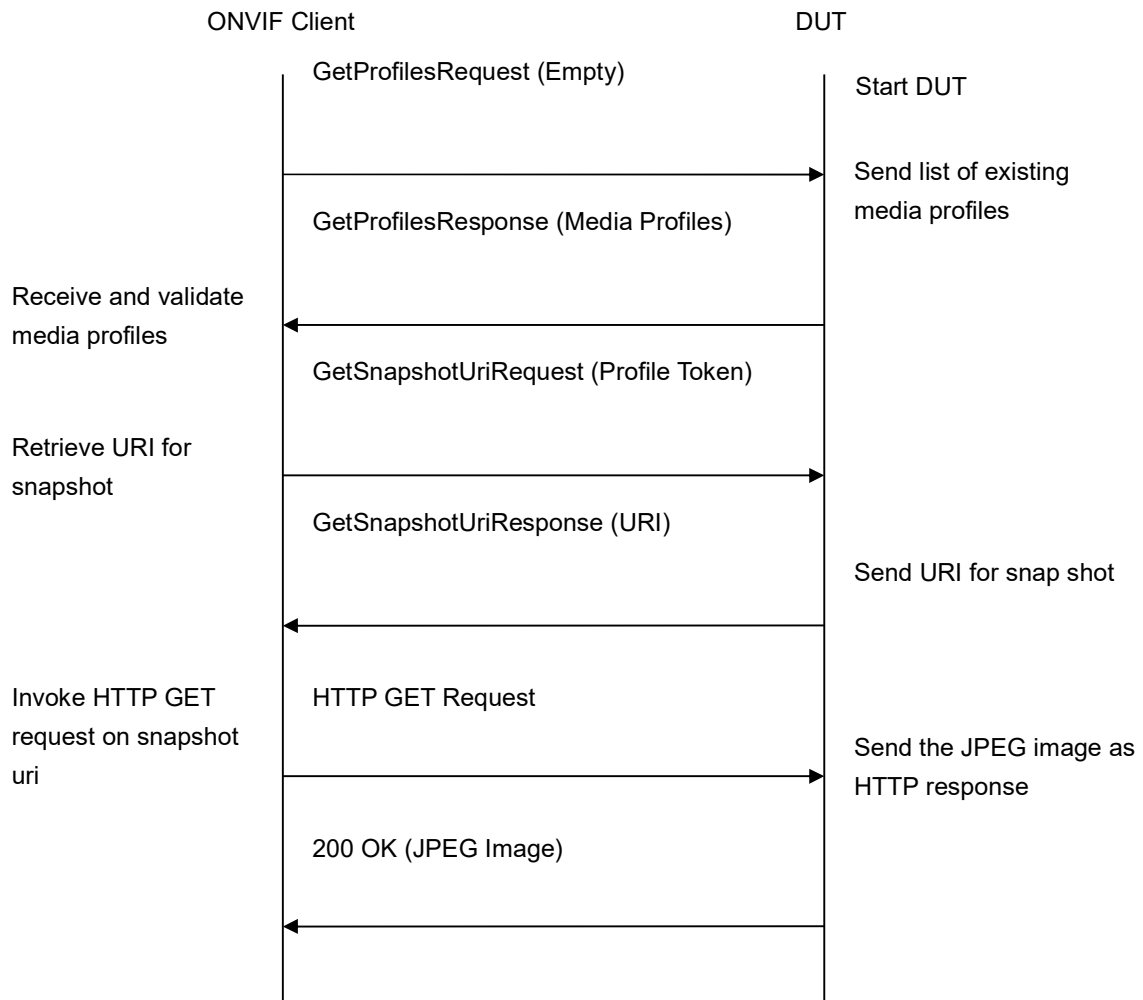 ONVIF Client
DUT
GetProfilesRequest (Empty)
Start DUT
Send list of existing
media profiles
GetProfilesResponse (Media Profiles)
Receive and validate
media profiles
GetSnapshotUriRequest (Profile Token)
Retrieve URI for
snapshot
GetSnapshotUriResponse (URI)
Send URI for snap shot
Invoke HTTP GET
request on snapshot
uri
HTTP GET Request
Send the JPEG image as
HTTP response
200 OK (JPEG Image)